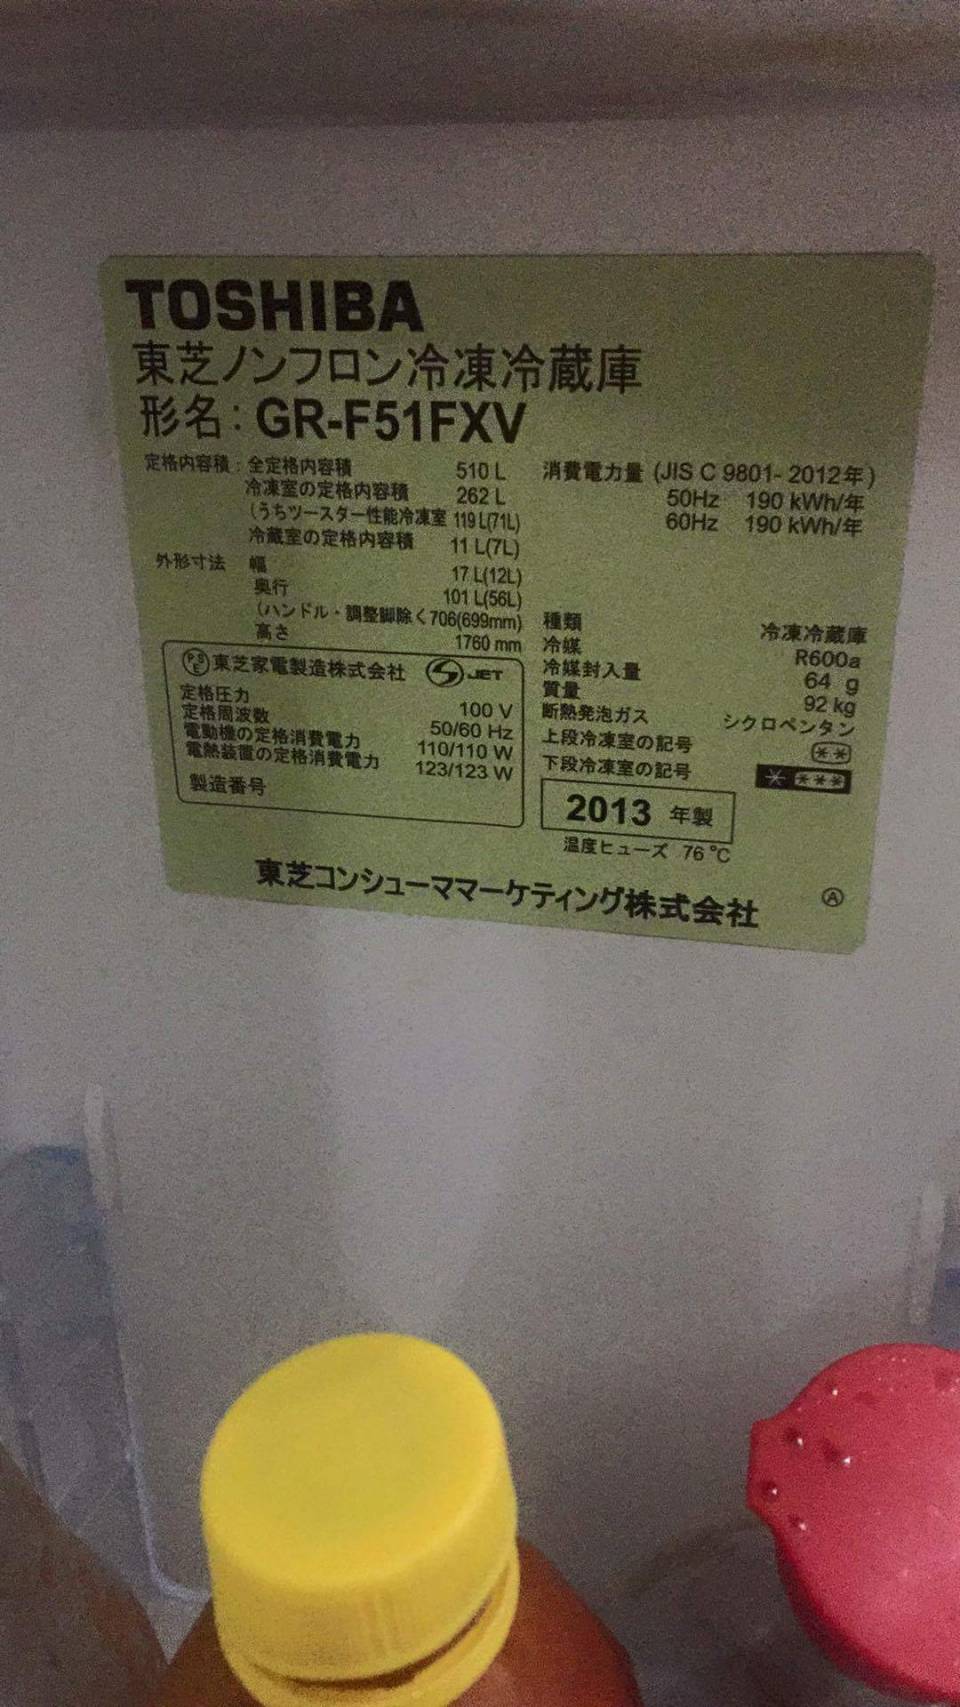 TOSHIBA
東芝ノンフロン冷凍冷蔵庫
形名：GR-F51FXV
定格内容積：全定格内容積 510 L
冷凍室の定格内容積 262 L
（うちツースター性能冷凍室 119 L(71L)
冷蔵室の定格内容積 11 L(7L)
外形寸法 幅 17 L(12L)
奥行 101 L(56L)
（ハンドル・調整脚除く706(699mm)
高さ 1760 mm
消費電力量 (JIS C 9801- 2012年)
50Hz 190 kWh/年
60Hz 190 kWh/年
種類 冷凍冷蔵庫
冷媒 R600a
冷媒封入量 64 g
質量 92 kg
断熱発泡ガス シクロペンタン
上段冷凍室の記号 **
下段冷凍室の記号 * ***
PSE 東芝家電製造株式会社 JET
定格圧力 100 V
定格周波数 50/60 Hz
電動機の定格消費電力 110/110 W
電熱装置の定格消費電力 123/123 W
製造番号
2013 年製
温度ヒューズ 76 ℃
東芝コンシューママーケティング株式会社 Ⓐ